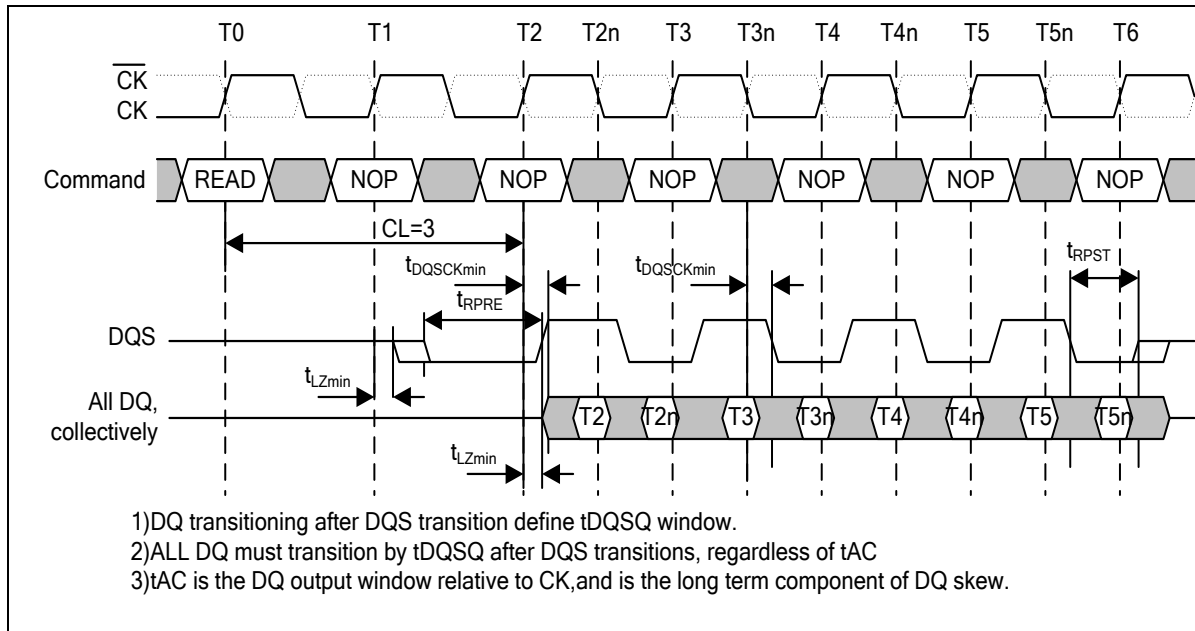 T0 T1 T2 T2n T3 T3n T4 T4n T5 T5n T6
CK
CK
Command READ NOP NOP NOP NOP NOP NOP
CL=3
tDQSCKmin tDQSCKmin tRPST
tRPRE
DQS
tLZmin
All DQ,
collectively
T2 T2n T3 T3n T4 T4n T5 T5n
tLZmin
1)DQ transitioning after DQS transition define tDQSQ window.
2)ALL DQ must transition by tDQSQ after DQS transitions, regardless of tAC
3)tAC is the DQ output window relative to CK,and is the long term component of DQ skew.